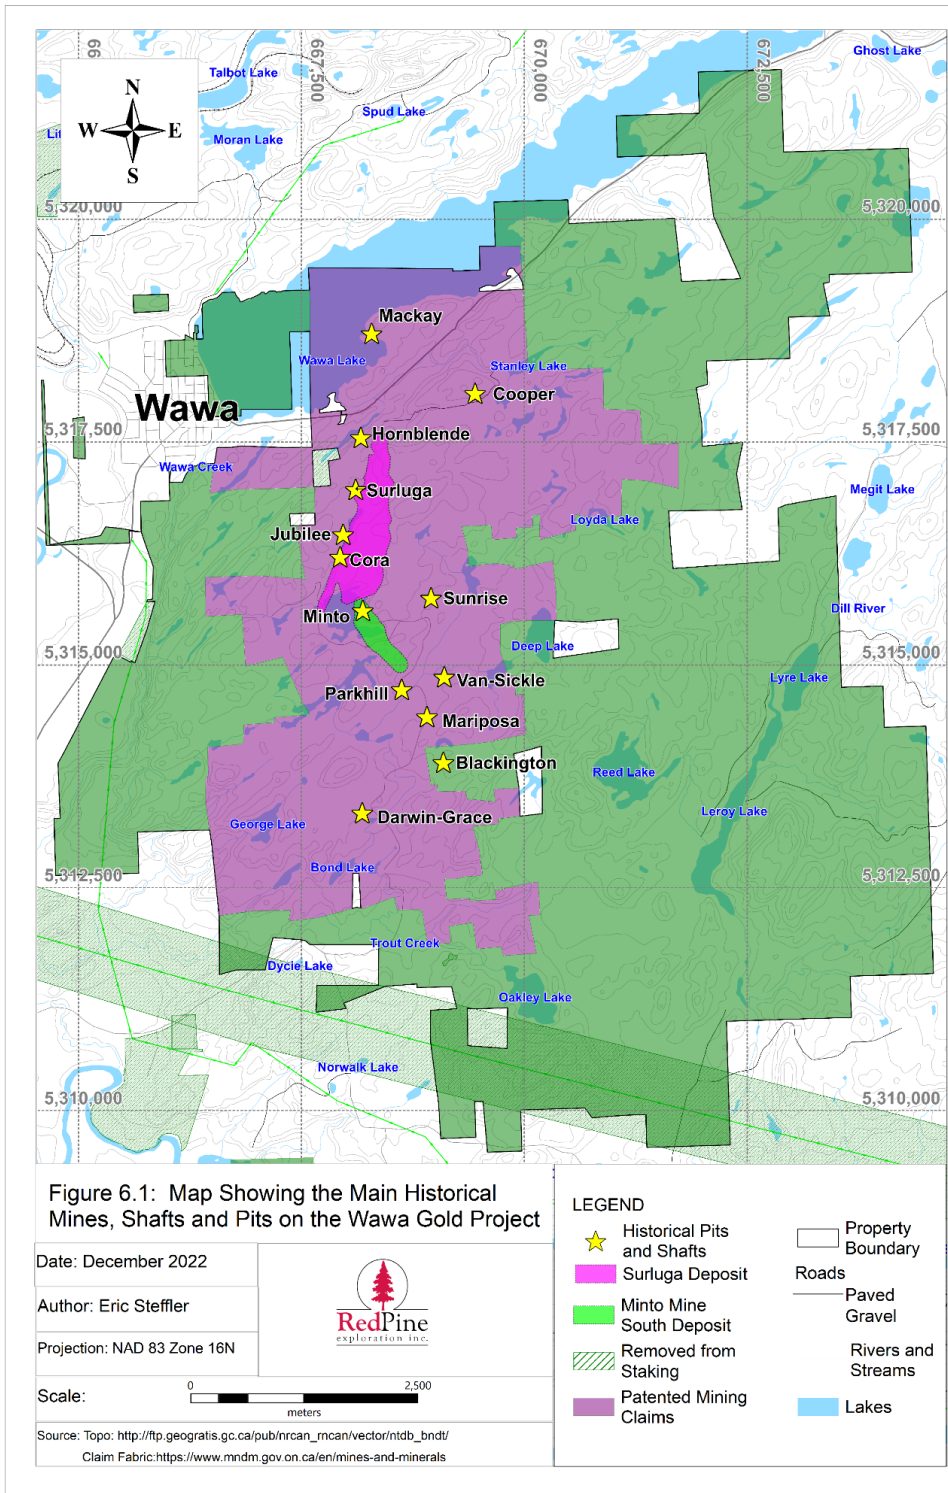 66
667,500
670,000
672,500
Ghost Lake
Talbot Lake
N
Spud Lake
W
E
Lit
Moran Lake
S
5,320,000
5,320,000
Mackay
Wawa Lake
Stanley Lake
Cooper
Wawa
5,317,500
Hornblende
5,317,500
Wawa Creek
Surluga
Megit Lake
Loyda Lake
Jubilee
Cora
Sunrise
Dill River
Minto
Deep Lake
5,315,000
5,315,000
Van-Sickle
Lyre Lake
Parkhill
Mariposa
Blackington
Reed Lake
Darwin-Grace
Leroy Lake
George Lake
Bond Lake
5,312,500
5,312,500
Trout Creek
Dycie Lake
Oakley Lake
Norwalk Lake
5,310,000
5,310,000
Figure 6.1: Map Showing the Main Historical
Mines, Shafts and Pits on the Wawa Gold Project
Date: December 2022
Author: Eric Steffler
Projection: NAD 83 Zone 16N
RedPine
exploration inc.
Scale:
0
2,500
meters
Source: Topo: http://ftp.geogratis.gc.ca/pub/nrcan_rncan/vector/ntdb_bndt/
Claim Fabric:https://www.mndm.gov.on.ca/en/mines-and-minerals
LEGEND
Historical Pits
and Shafts
Surluga Deposit
Minto Mine
South Deposit
Removed from
Staking
Patented Mining
Claims
Property
Boundary
Roads
Paved
Gravel
Rivers and
Streams
Lakes